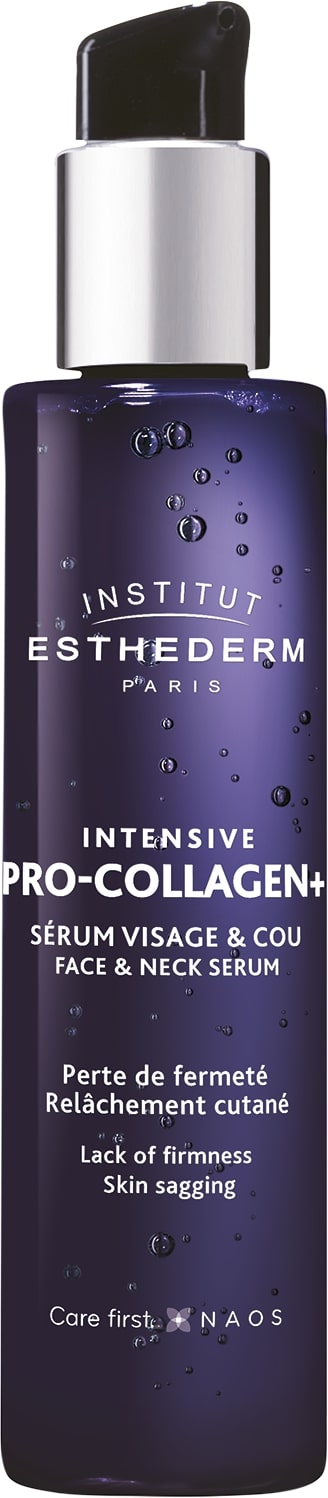 INSTITUT
ESTHEDERM
PARIS
INTENSIVE
PRO-COLLAGEN+
SÉRUM VISAGE & COU
FACE & NECK SERUM
Perte de fermeté
Relâchement cutané
Lack of firmness
Skin sagging
Care first NAOS